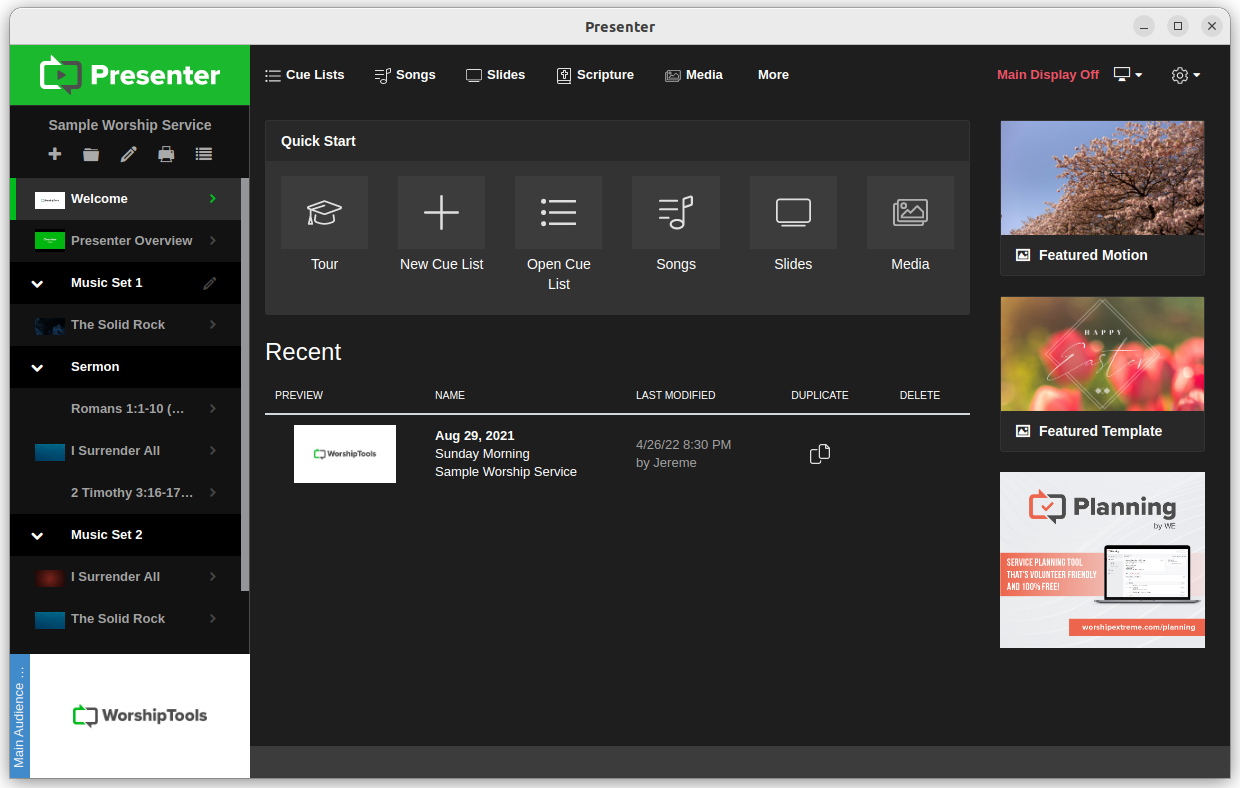 Presenter
Presenter
Cue Lists
Songs
Slides
Scripture
Media
More
Main Display Off
Sample Worship Service
Welcome
Presenter Overview
Music Set 1
The Solid Rock
Sermon
Romans 1:1-10 (…
I Surrender All
2 Timothy 3:16-17…
Music Set 2
I Surrender All
The Solid Rock
Main Audience …
WorshipTools
Quick Start
Tour
New Cue List
Open Cue
List
Songs
Slides
Media
Recent
PREVIEW
NAME
LAST MODIFIED
DUPLICATE
DELETE
WorshipTools
Aug 29, 2021
Sunday Morning
Sample Worship Service
4/26/22 8:30 PM
by Jereme
Featured Motion
HAPPY
Easter
Featured Template
Planning
by WE
SERVICE PLANNING TOOL
THAT'S VOLUNTEER FRIENDLY
AND 100% FREE!
worshipextreme.com/planning